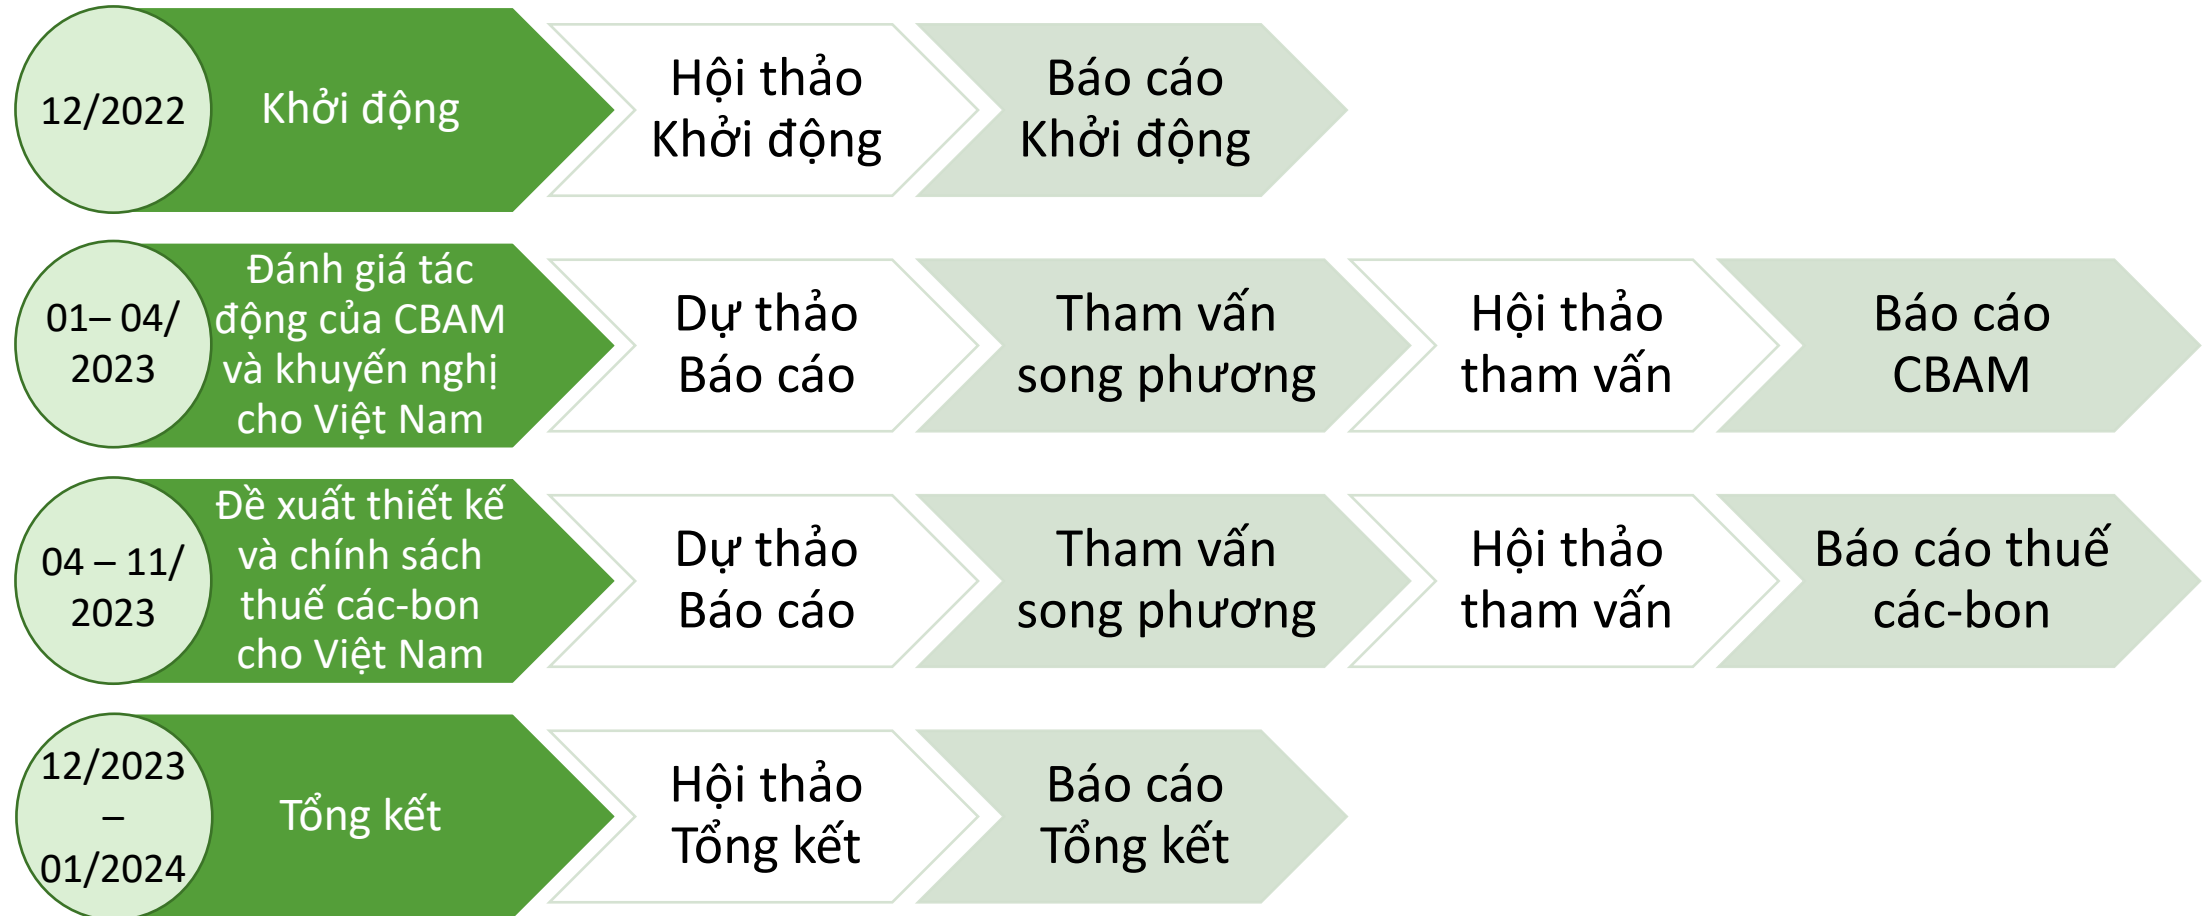 12/2022
Khởi động
Hội thảo
Khởi động
Báo cáo
Khởi động
01– 04/
2023
Đánh giá tác
động của CBAM
và khuyến nghị
cho Việt Nam
Dự thảo
Báo cáo
Tham vấn
song phương
Hội thảo
tham vấn
Báo cáo
CBAM
04 – 11/
2023
Đề xuất thiết kế
và chính sách
thuế các-bon
cho Việt Nam
Dự thảo
Báo cáo
Tham vấn
song phương
Hội thảo
tham vấn
Báo cáo thuế
các-bon
12/2023
–
01/2024
Tổng kết
Hội thảo
Tổng kết
Báo cáo
Tổng kết